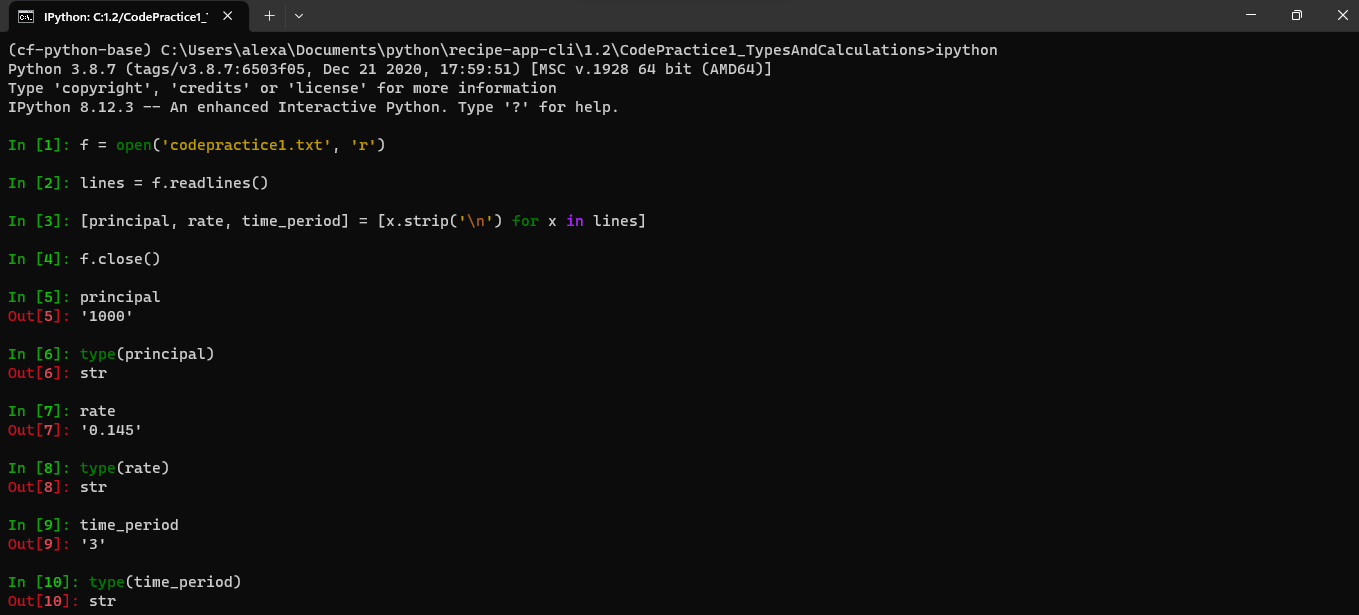 IPython: C:1.2/CodePractice1_
(cf-python-base) C:\Users\alexa\Documents\python\recipe-app-cli\1.2\CodePractice1_TypesAndCalculations>ipython
Python 3.8.7 (tags/v3.8.7:6503f05, Dec 21 2020, 17:59:51) [MSC v.1928 64 bit (AMD64)]
Type 'copyright', 'credits' or 'license' for more information
IPython 8.12.3 -- An enhanced Interactive Python. Type '?' for help.
In [1]: f = open('codepractice1.txt', 'r')
In [2]: lines = f.readlines()
In [3]: [principal, rate, time_period] = [x.strip('\n') for x in lines]
In [4]: f.close()
In [5]: principal
Out[5]: '1000'
In [6]: type(principal)
Out[6]: str
In [7]: rate
Out[7]: '0.145'
In [8]: type(rate)
Out[8]: str
In [9]: time_period
Out[9]: '3'
In [10]: type(time_period)
Out[10]: str